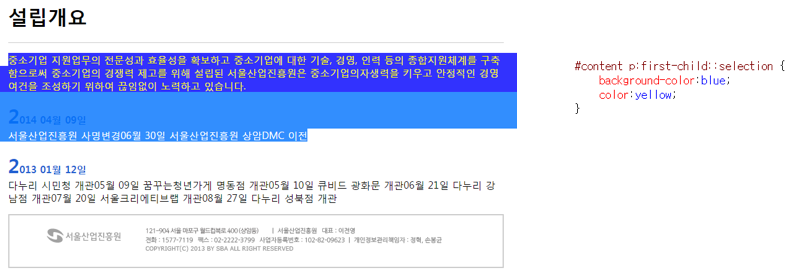 설립개요
중소기업 지원업무의 전문성과 효율성을 확보하고 중소기업에 대한 기술, 경영, 인력 등의 종합지원체계를 구축
함으로써 중소기업의 경쟁력 제고를 위해 설립된 서울산업진흥원은 중소기업의자생력을 키우고 안정적인 경영
여건을 조성하기 위하여 끊임없이 노력하고 있습니다.
2014 04월 09일
서울산업진흥원 사명변경06월 30일 서울산업진흥원 상암DMC 이전
2013 01월 12일
다누리 시민청 개관05월 09일 꿈꾸는청년가게 명동점 개관05월 10일 큐비드 광화문 개관06월 21일 다누리 강
남점 개관07월 20일 서울크리에티브랩 개관08월 27일 다누리 성북점 개관
서울산업진흥원
121-904 서울 마포구 월드컵북로 400 (상암동) | 서울산업진흥원 대표 : 이전영
전화 : 1577-7119 팩스 : 02-2222-3799 사업자등록번호 : 102-82-09623 | 개인정보관리책임자 : 정혁, 손봉균
COPYRIGHT(C) 2013 BY SBA ALL RIGHT RESERVED
#content p:first-child::selection {
background-color:blue;
color:yellow;
}